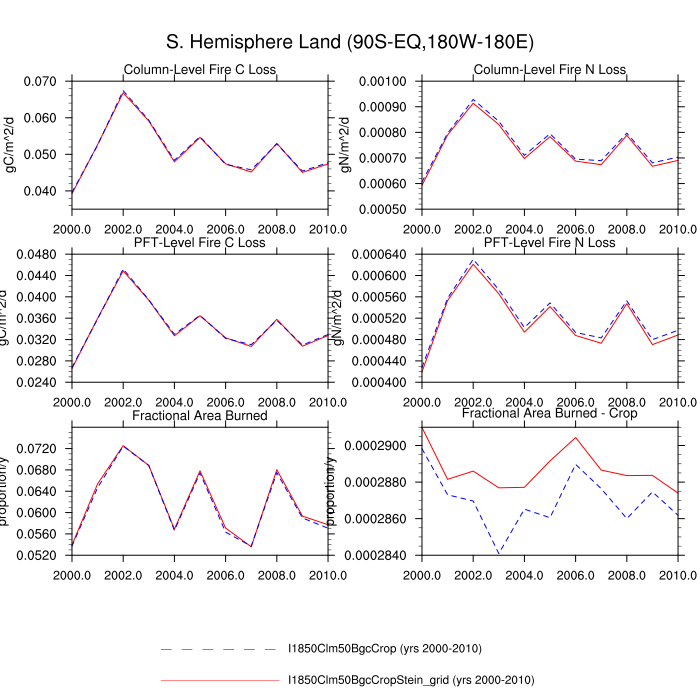 S. Hemisphere Land (90S-EQ,180W-180E)
Column-Level Fire C Loss
gC/m^2/d
0.070
0.060
0.050
0.040
2000.0 2002.0 2004.0 2006.0 2008.0 2010.0
Column-Level Fire N Loss
gN/m^2/d
0.00100
0.00090
0.00080
0.00070
0.00060
0.00050
2000.0 2002.0 2004.0 2006.0 2008.0 2010.0
PFT-Level Fire C Loss
gC/m^2/d
0.0480
0.0440
0.0400
0.0360
0.0320
0.0280
0.0240
2000.0 2002.0 2004.0 2006.0 2008.0 2010.0
PFT-Level Fire N Loss
gN/m^2/d
0.000640
0.000600
0.000560
0.000520
0.000480
0.000440
0.000400
2000.0 2002.0 2004.0 2006.0 2008.0 2010.0
Fractional Area Burned
proportion/y
0.0720
0.0680
0.0640
0.0600
0.0560
0.0520
2000.0 2002.0 2004.0 2006.0 2008.0 2010.0
Fractional Area Burned - Crop
proportion/y
0.0002900
0.0002880
0.0002860
0.0002840
2000.0 2002.0 2004.0 2006.0 2008.0 2010.0
I1850Clm50BgcCrop (yrs 2000-2010)
I1850Clm50BgcCropStein_grid (yrs 2000-2010)